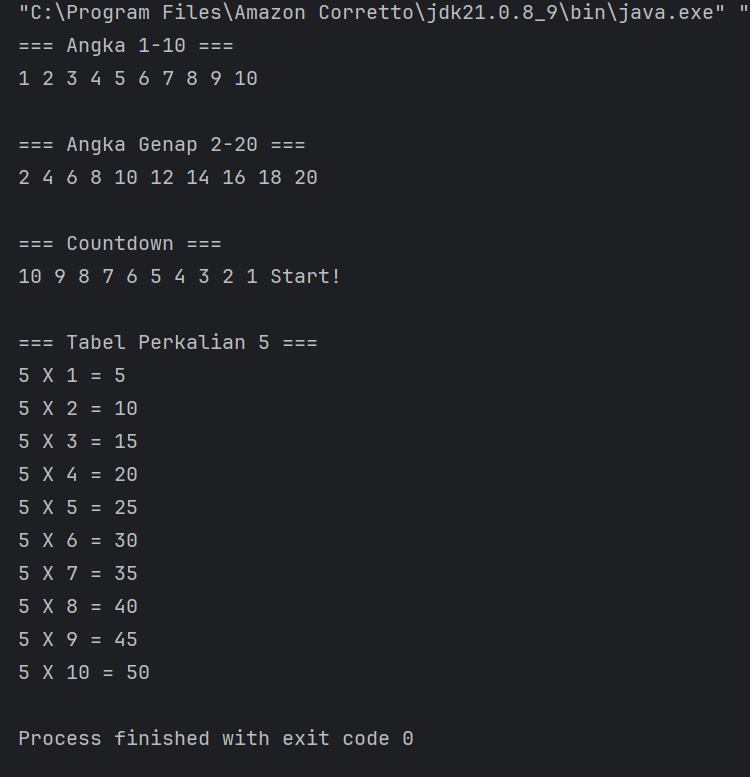 "C:\Program Files\Amazon Corretto\jdk21.0.8_9\bin\java.exe" "
=== Angka 1-10 ===
1 2 3 4 5 6 7 8 9 10
=== Angka Genap 2-20 ===
2 4 6 8 10 12 14 16 18 20
=== Countdown ===
10 9 8 7 6 5 4 3 2 1 Start!
=== Tabel Perkalian 5 ===
5 X 1 = 5
5 X 2 = 10
5 X 3 = 15
5 X 4 = 20
5 X 5 = 25
5 X 6 = 30
5 X 7 = 35
5 X 8 = 40
5 X 9 = 45
5 X 10 = 50
Process finished with exit code 0